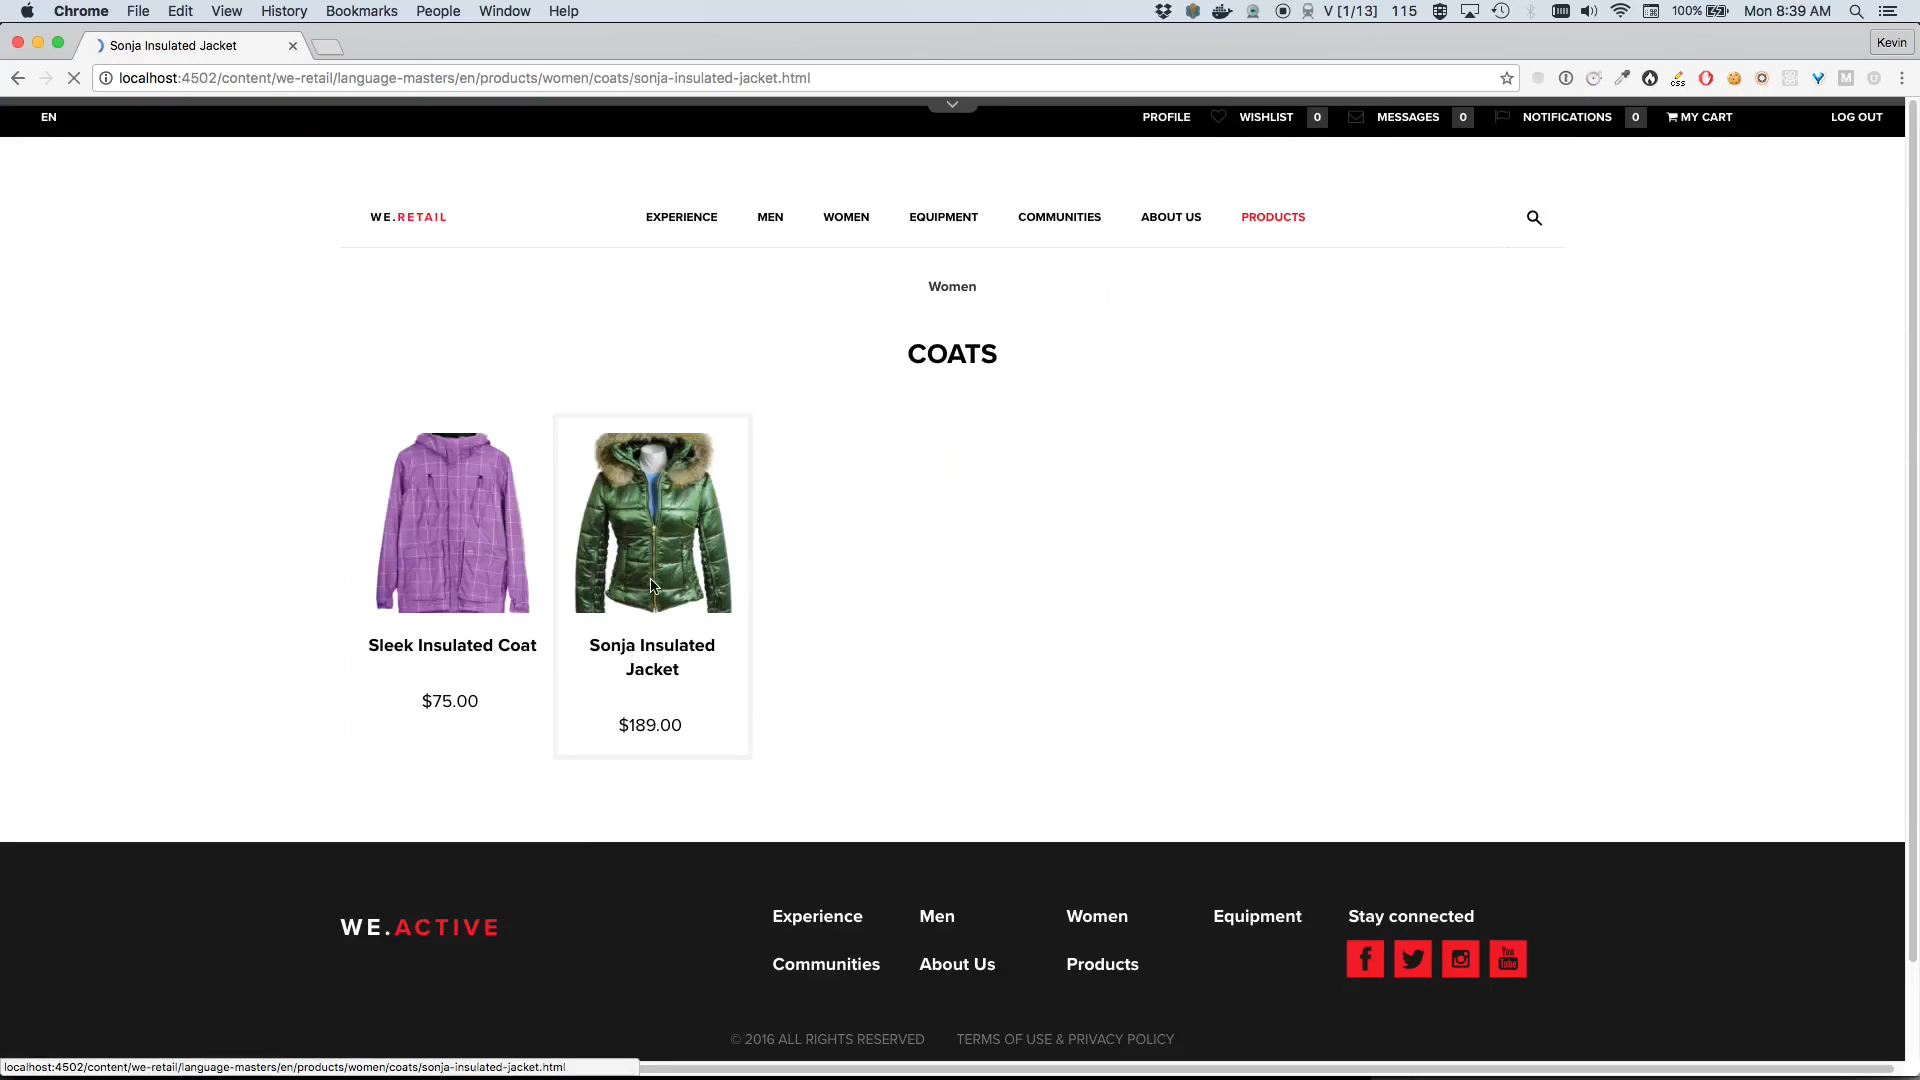 Chrome File Edit View History Bookmarks People Window Help V [1/13] 115 100% Mon 8:39 AM
Sonja Insulated Jacket Kevin
localhost:4502/content/we-retail/language-masters/en/products/women/coats/sonja-insulated-jacket.html
EN PROFILE WISHLIST 0 MESSAGES 0 NOTIFICATIONS 0 MY CART LOG OUT
WE.RETAIL EXPERIENCE MEN WOMEN EQUIPMENT COMMUNITIES ABOUT US PRODUCTS
Women
COATS
Sleek Insulated Coat
$75.00
Sonja Insulated
Jacket
$189.00
WE.ACTIVE
Experience Men Women Equipment Stay connected
Communities About Us Products
© 2016 ALL RIGHTS RESERVED TERMS OF USE & PRIVACY POLICY
localhost:4502/content/we-retail/language-masters/en/products/women/coats/sonja-insulated-jacket.html